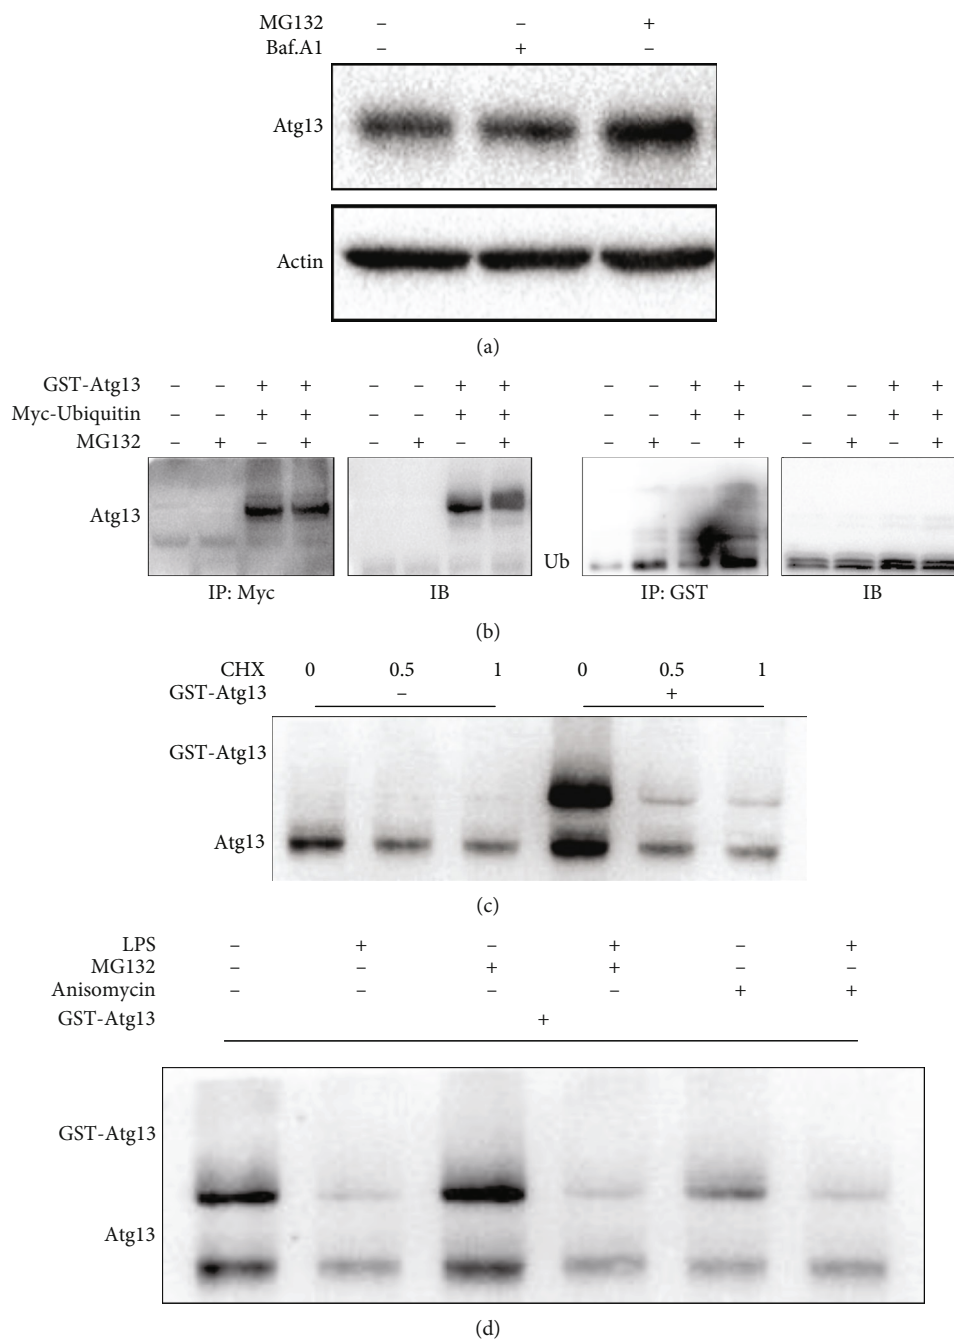 MG132 – – +
Baf.A1 – + –
Atg13
Actin
(a)
GST-Atg13 – – + + – – + + – – + + – – + +
Myc-Ubiquitin – – + + – – + + – – + + – – + +
MG132 – + – + – + – + – + – + – + – +
Atg13
Ub
IP: Myc IB IP: GST IB
(b)
CHX 0 0.5 1 0 0.5 1
GST-Atg13 – +
GST-Atg13
Atg13
(c)
LPS – + – + – +
MG132 – – + + – –
Anisomycin – – – – + +
GST-Atg13 +
GST-Atg13
Atg13
(d)